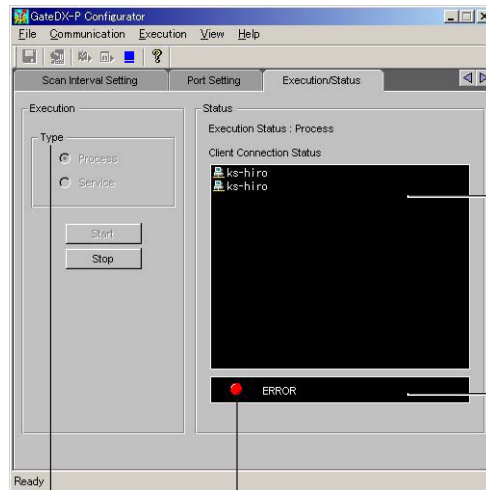 GateDX-P Configurator
File Communication Execution View Help
Scan Interval Setting Port Setting Execution/Status
Execution
Type
Process
Service
Start
Stop
Status
Execution Status : Process
Client Connection Status
ks-hiro
ks-hiro
ERROR
Ready